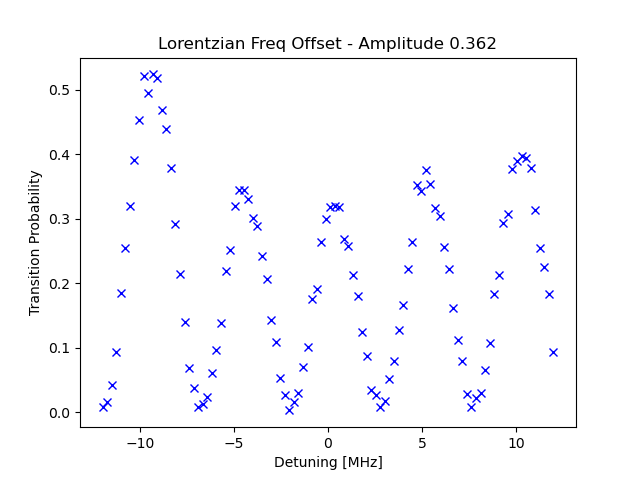 Lorentzian Freq Offset - Amplitude 0.362
Transition Probability
0.5
0.4
0.3
0.2
0.1
0.0
−10 −5 0 5 10
Detuning [MHz]